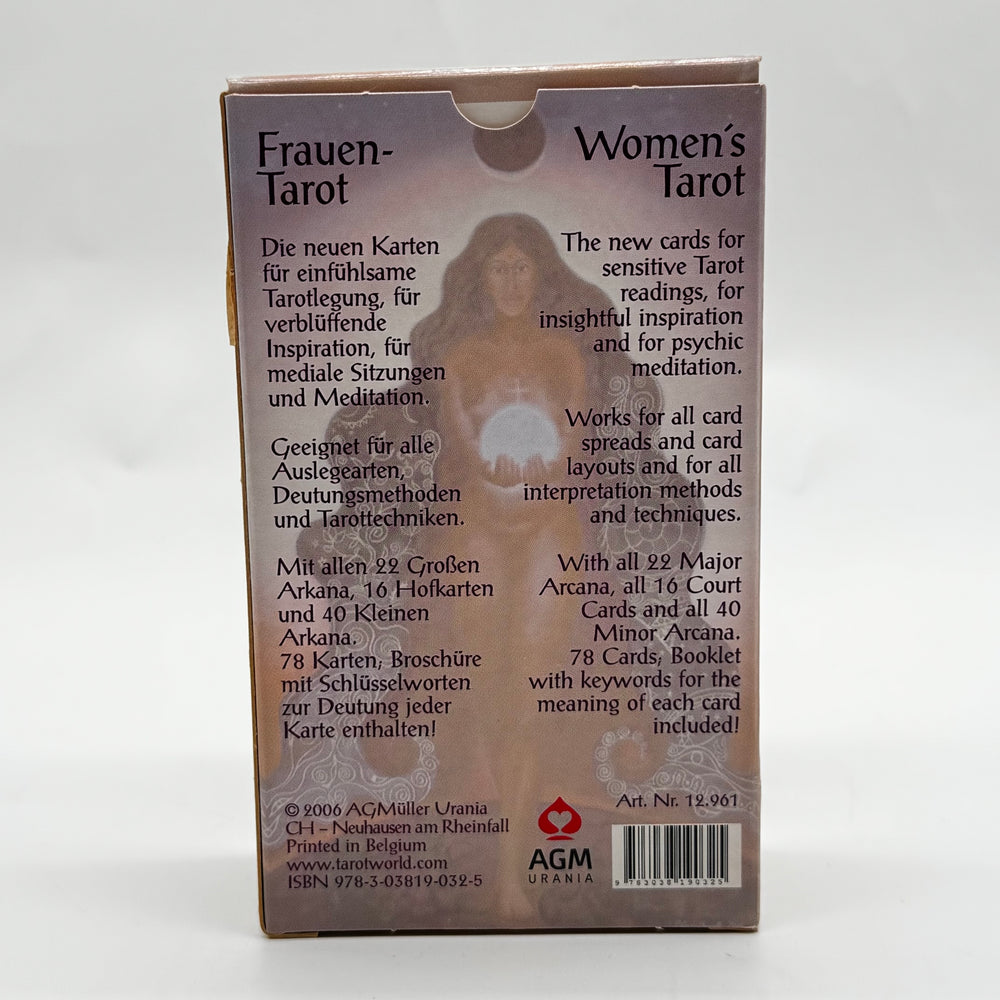 Frauen-
Tarot
Die neuen Karten
für einfühlsame
Tarotlegung, für
verblüffende
Inspiration, für
mediale Sitzungen
und Meditation.
Geeignet für alle
Auslegearten,
Deutungsmethoden
und Tarottechniken.
Mit allen 22 Großen
Arkana, 16 Hofkarten
und 40 Kleinen
Arkana.
78 Karten; Broschüre
mit Schlüsselworten
zur Deutung jeder
Karte enthalten!
Women´s
Tarot
The new cards for
sensitive Tarot
readings, for
insightful inspiration
and for psychic
meditation.
Works for all card
spreads and card
layouts and for all
interpretation methods
and techniques.
With all 22 Major
Arcana, all 16 Court
Cards and all 40
Minor Arcana.
78 Cards; Booklet
with keywords for the
meaning of each card
included!
© 2006 AGMüller Urania
CH – Neuhausen am Rheinfall
Printed in Belgium
www.tarotworld.com
ISBN 978-3-03819-032-5
AGM
URANIA
Art. Nr. 12.961
9 783038 190325